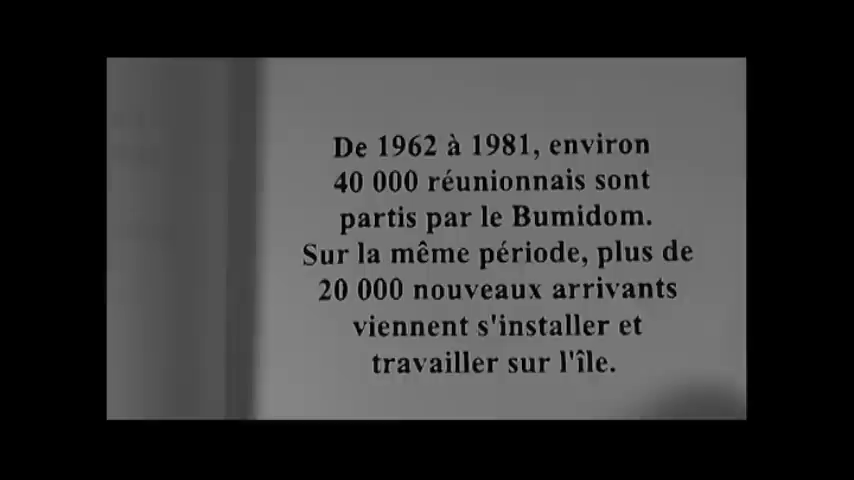 De 1962 à 1981, environ
40 000 réunionnais sont
partis par le Bumidom.
Sur la même période, plus de
20 000 nouveaux arrivants
viennent s'installer et
travailler sur l'île.